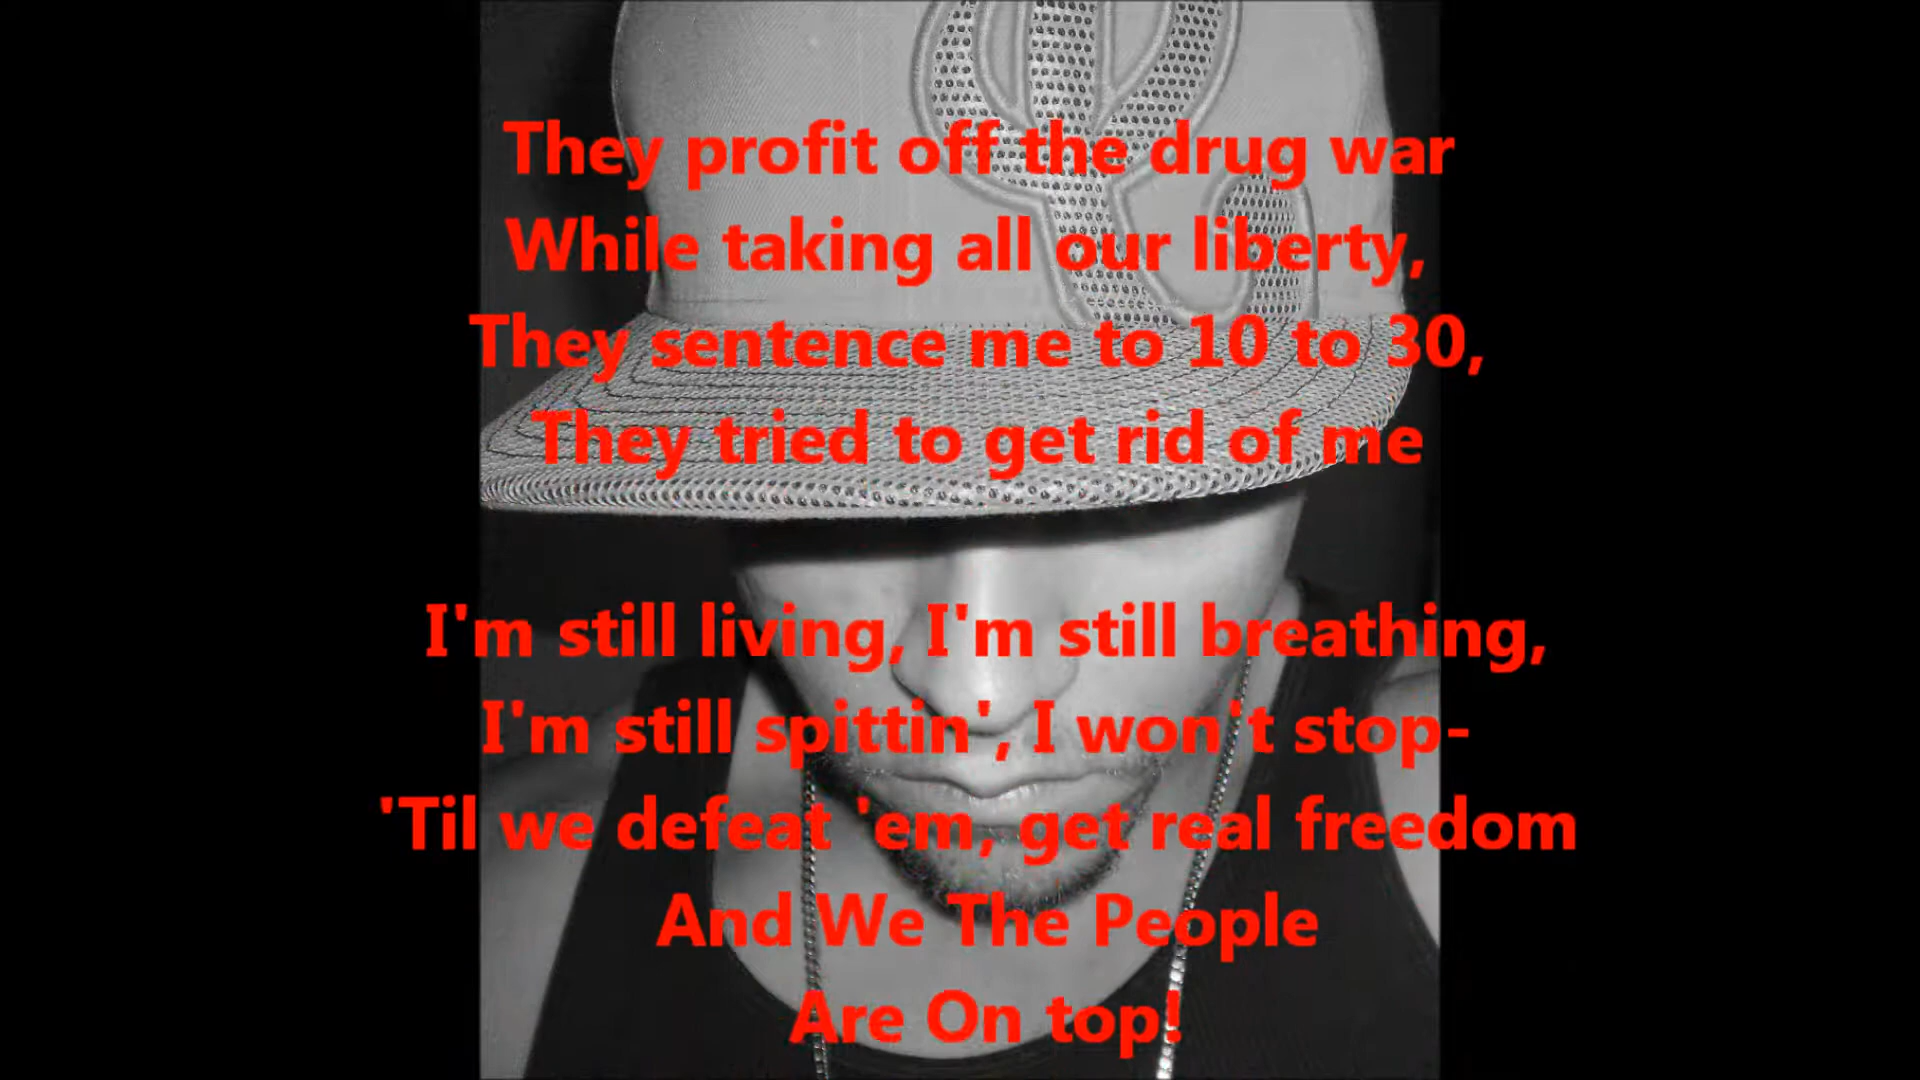 They profit off the drug war
While taking all our liberty,
They sentence me to 10 to 30,
They tried to get rid of me
I'm still living, I'm still breathing,
I'm still spittin', I won't stop-
'Til we defeat 'em, get real freedom
And We The People
Are On top!